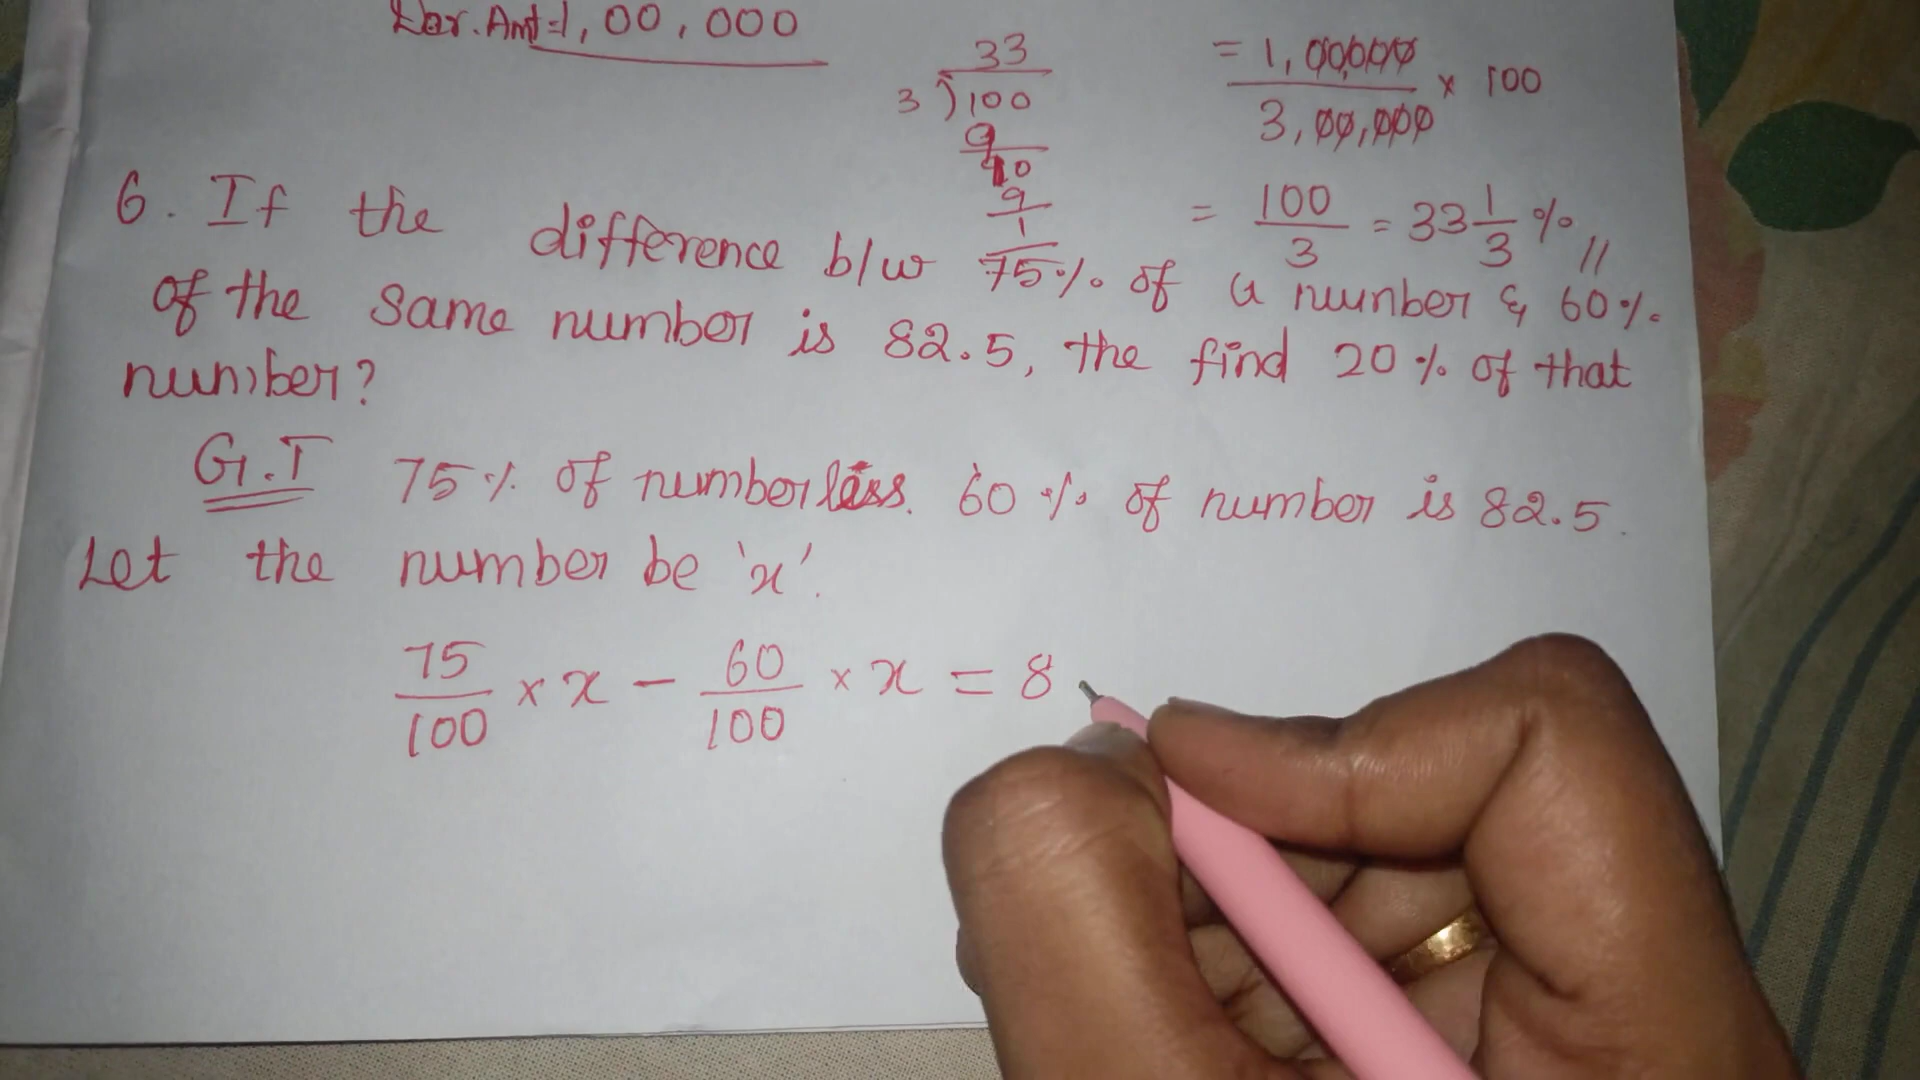 Amt=1,00,000
33
3)100
9
10
9
1
= 1,00,000 / 3,00,000 × 100
= 100/3 = 33 1/3 % //
6. If the difference b/w 75% of a number & 60%
of the same number is 82.5, the find 20% of that
number?
G.T 75% of number less 60% of number is 82.5.
Let the number be 'x'.
75/100 × x - 60/100 × x = 8